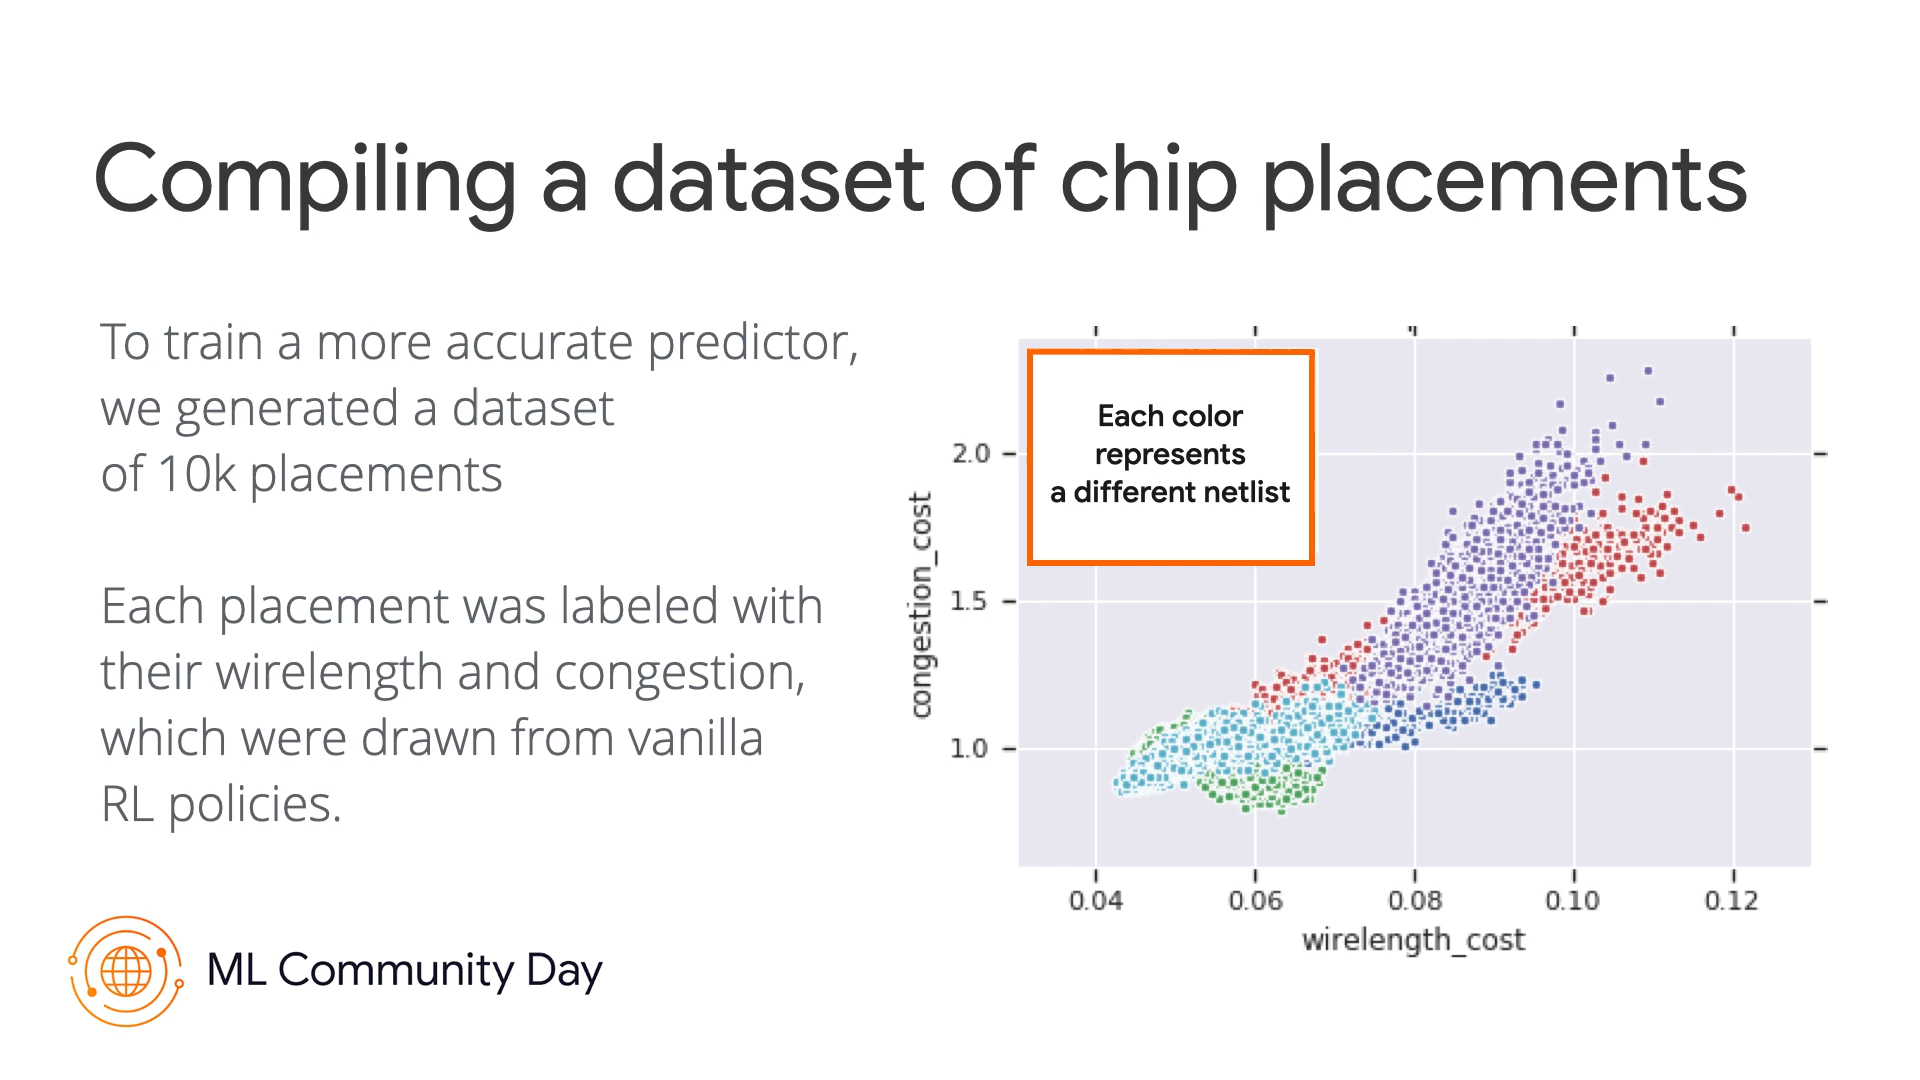 Compiling a dataset of chip placements
To train a more accurate predictor,
we generated a dataset
of 10k placements
Each placement was labeled with
their wirelength and congestion,
which were drawn from vanilla
RL policies.
ML Community Day
Each color
represents
a different netlist
congestion_cost
2.0
1.5
1.0
0.04 0.06 0.08 0.10 0.12
wirelength_cost